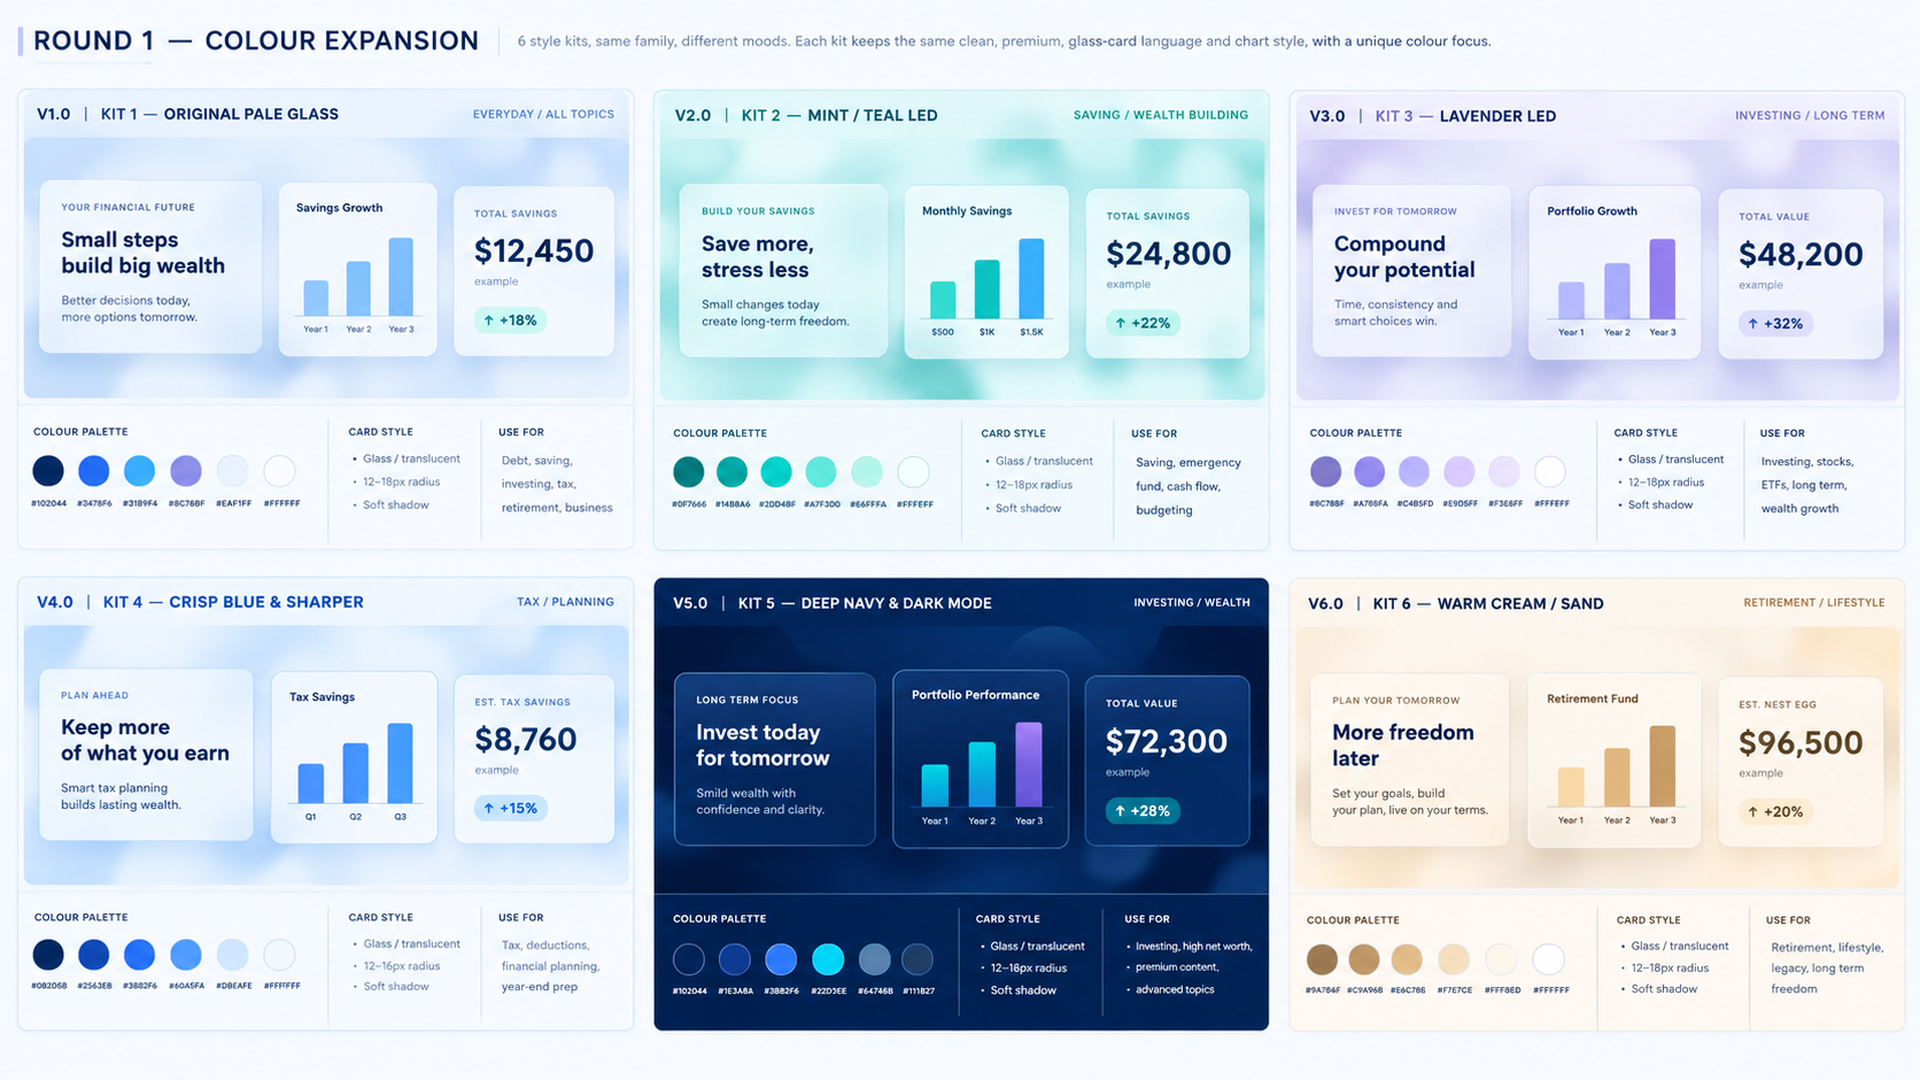 ROUND 1 — COLOUR EXPANSION
6 style kits, same family, different moods. Each kit keeps the same clean, premium, glass-card language and chart style, with a unique colour focus.
V1.0 | KIT 1 — ORIGINAL PALE GLASS
EVERYDAY / ALL TOPICS
YOUR FINANCIAL FUTURE
Small steps
build big wealth
Better decisions today,
more options tomorrow.
Savings Growth
Year 1 Year 2 Year 3
TOTAL SAVINGS
$12,450
example
↑ +18%
COLOUR PALETTE
#102044 #3478F6 #31B9F4 #8C76BF #EAF1FF #FFFFFF
CARD STYLE
• Glass / translucent
• 12–18px radius
• Soft shadow
USE FOR
Debt, saving,
investing, tax,
retirement, business
V2.0 | KIT 2 — MINT / TEAL LED
SAVING / WEALTH BUILDING
BUILD YOUR SAVINGS
Save more,
stress less
Small changes today
create long-term freedom.
Monthly Savings
$500 $1K $1.5K
TOTAL SAVINGS
$24,800
example
↑ +22%
COLOUR PALETTE
#0F7666 #14B8A6 #2DD4BF #A7F300 #E6FFFA #FFFEFF
CARD STYLE
• Glass / translucent
• 12–18px radius
• Soft shadow
USE FOR
Saving, emergency
fund, cash flow,
budgeting
V3.0 | KIT 3 — LAVENDER LED
INVESTING / LONG TERM
INVEST FOR TOMORROW
Compound
your potential
Time, consistency and
smart choices win.
Porffolio Growth
Year 1 Year 2 Year 3
TOTAL VALUE
$48,200
example
↑ +32%
COLOUR PALETTE
#8C78BF #A788FA #C4B5FD #E9D5FF #F3E8FF #FFFEFF
CARD STYLE
• Glass / translucent
• 12–18px radius
• Soft shadow
USE FOR
Investing, stocks,
ETFs, long term,
wealth growth
V4.0 | KIT 4 — CRISP BLUE & SHARPER
TAX / PLANNING
PLAN AHEAD
Keep more
of what you earn
Smart tax planning
builds lasting wealth.
Tax Savings
Q1 Q2 Q3
EST. TAX SAVINGS
$8,760
example
↑ +15%
COLOUR PALETTE
#0B205B #2563EB #3B82F6 #60A5FA #DBEAFE #FFFFFF
CARD STYLE
• Glass / translucent
• 12–16px radius
• Soft shadow
USE FOR
Tax, deductions,
financial planning,
year-end prep
V5.0 | KIT 5 — DEEP NAVY & DARK MODE
INVESTING / WEALTH
LONG TERM FOCUS
Invest today
for tomorrow
Smild wealth with
confidence and clarity.
Portfolio Performance
Year 1 Year 2 Year 3
TOTAL VALUE
$72,300
example
↑ +28%
COLOUR PALETTE
#102044 #1E3A8A #3B82F6 #22D3EE #64748B #111B27
CARD STYLE
• Glass / translucent
• 12–16px radius
• Soft shadow
USE FOR
• Investing, high net worth,
• premium content,
• advanced topics
V6.0 | KIT 6 — WARM CREAM / SAND
RETIREMENT / LIFESTYLE
PLAN YOUR TOMORROW
More freedom
later
Set your goals, build
your plan, live on your terms.
Retirement Fund
Year 1 Year 2 Year 3
EST. NEST EGG
$96,500
example
↑ +20%
COLOUR PALETTE
#9A784F #C9A96B #E6C78B #F7E7CE #FFF8ED #FFFFFF
CARD STYLE
• Glass / translucent
• 12–18px radius
• Soft shadow
USE FOR
Retirement, lifestyle,
legacy, long term
freedom